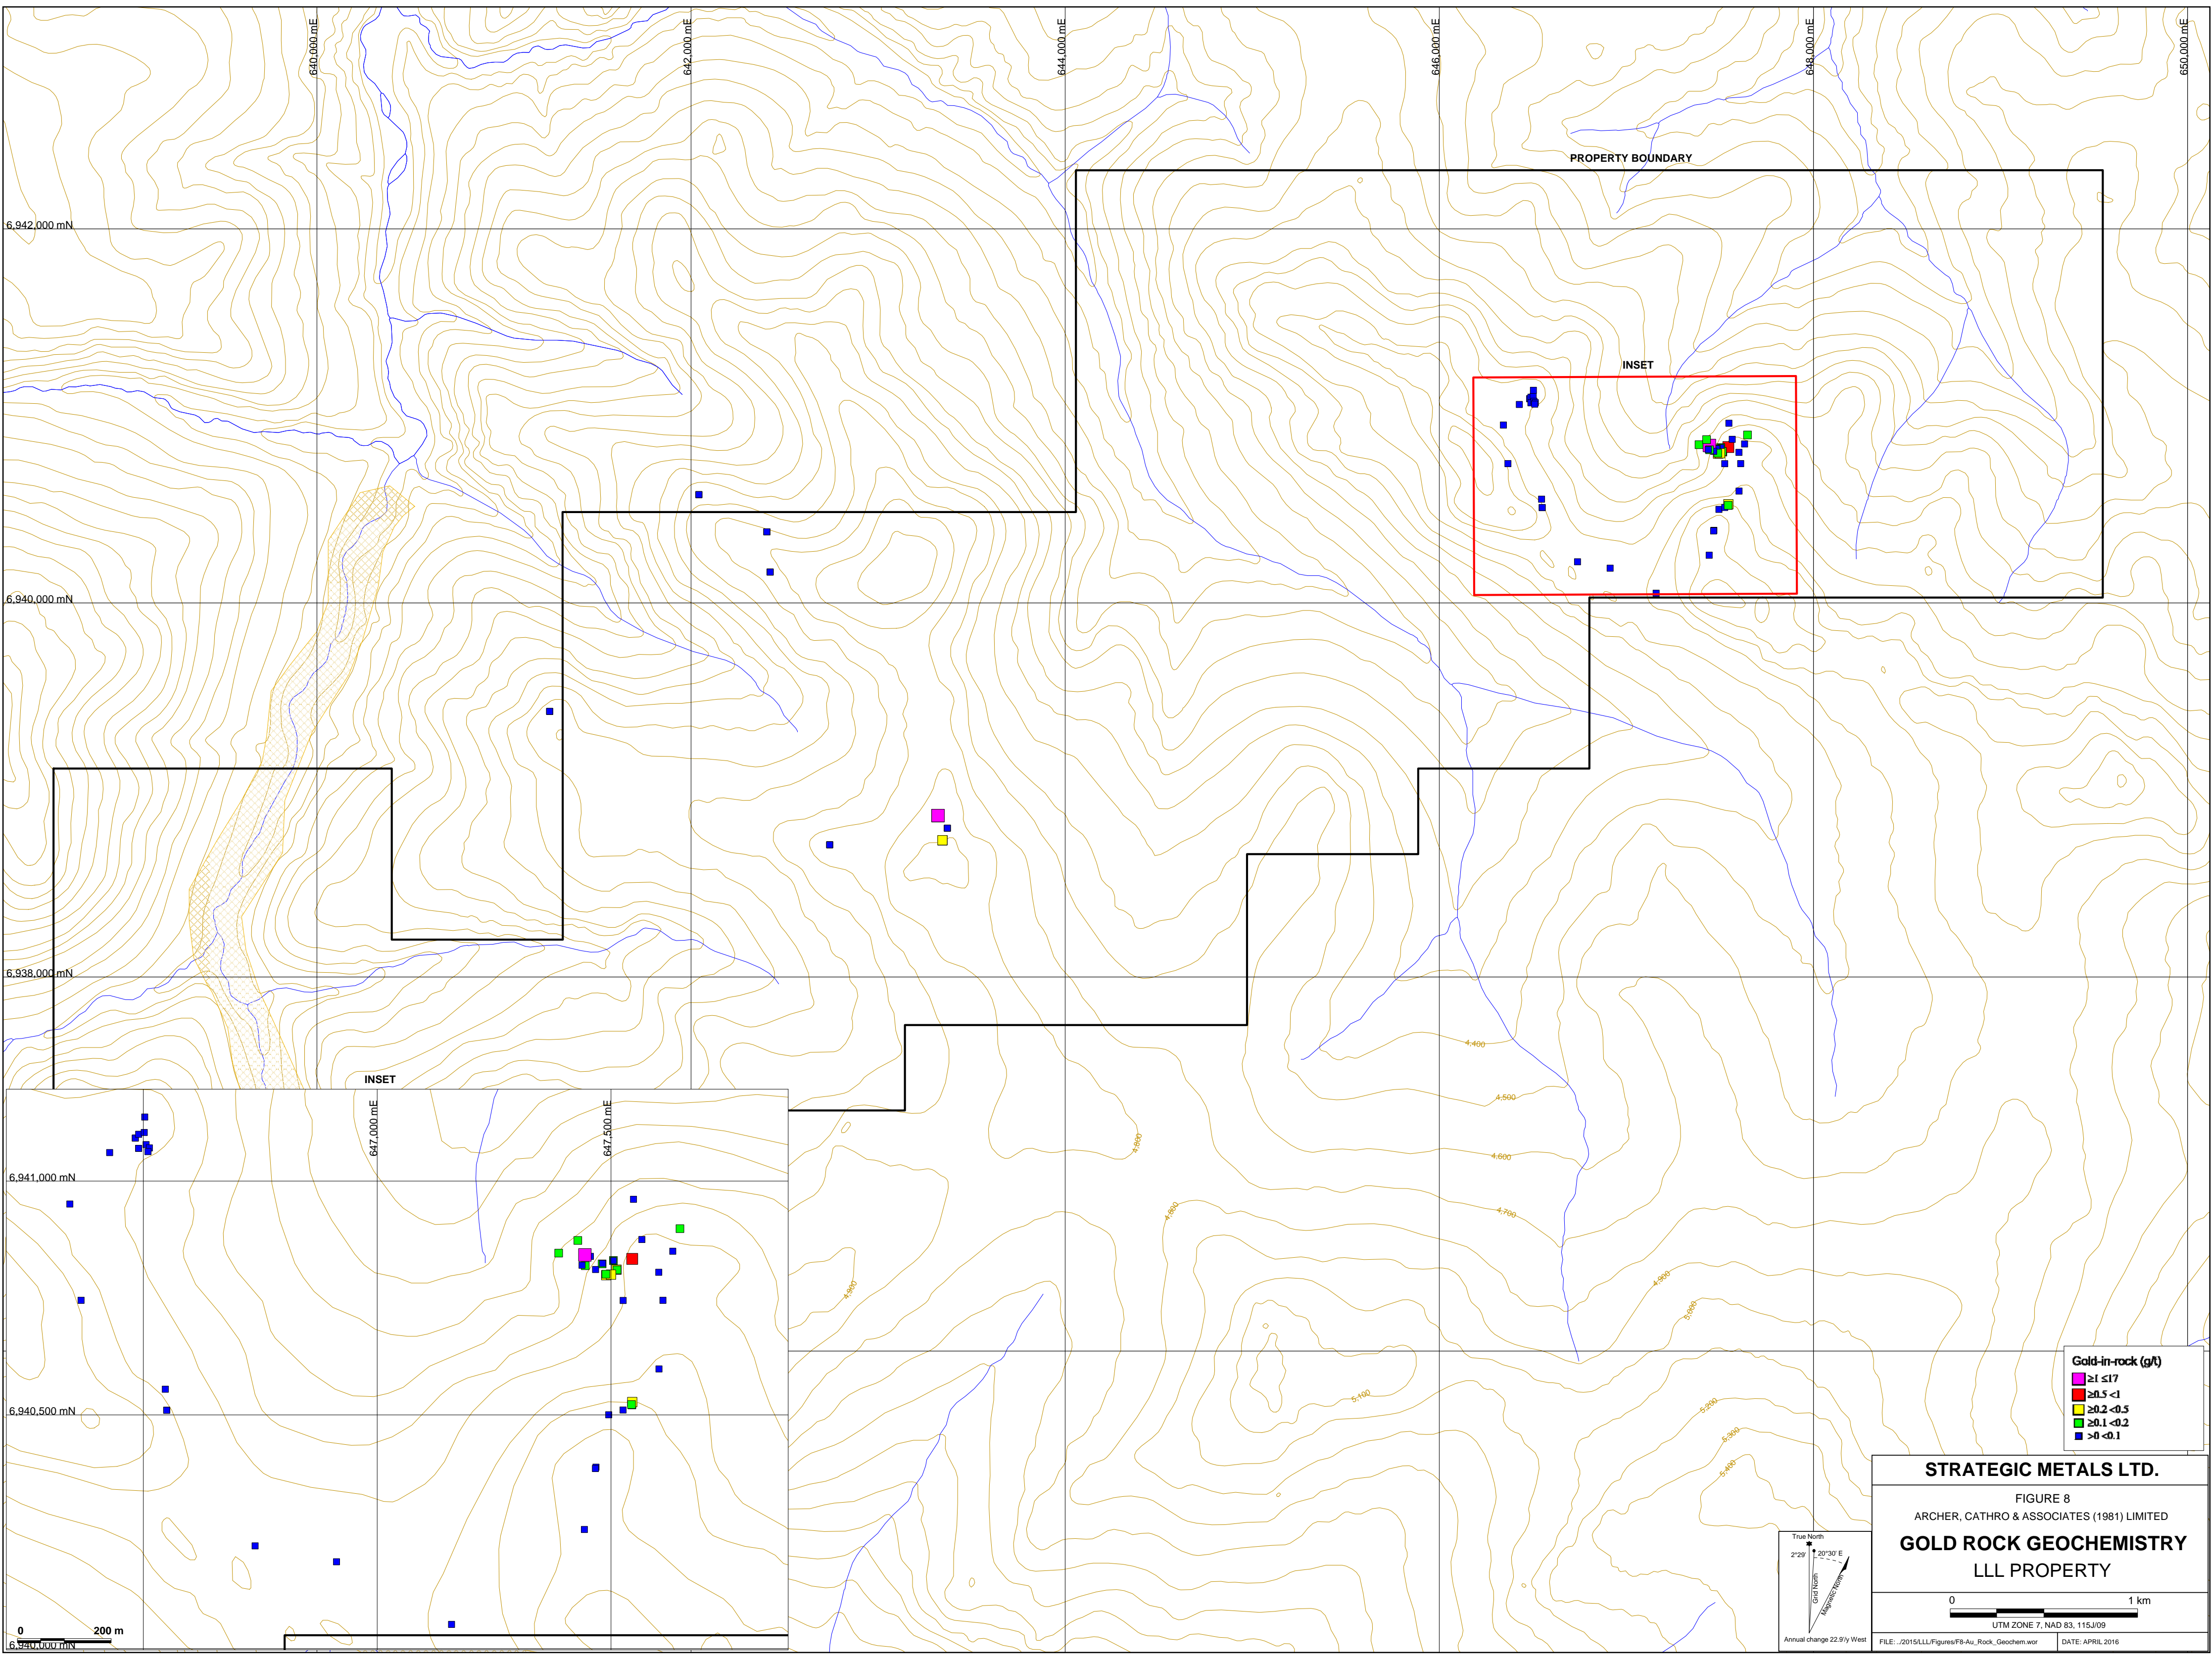 640,000 mE
642,000 mE
644,000 mE
646,000 mE
648,000 mE
650,000 mE
PROPERTY BOUNDARY
6,942,000 mN
INSET
6,940,000 mN
6,938,000 mN
4,400
4,500
4,600
4,600
4,700
4,800
4,900
4,900
5,000
5,100
5,200
5,300
5,400
INSET
647,000 mE
647,500 mE
6,941,000 mN
6,940,500 mN
6,940,000 mN
0 200 m
Gold-in-rock (g/t)
≥1 ≤17
≥0.5 <1
≥0.2 <0.5
≥0.1 <0.2
>0 <0.1
STRATEGIC METALS LTD.
FIGURE 8
ARCHER, CATHRO & ASSOCIATES (1981) LIMITED
GOLD ROCK GEOCHEMISTRY
LLL PROPERTY
0 1 km
UTM ZONE 7, NAD 83, 115J/09
FILE: ../2015/LLL/Figures/F8-Au_Rock_Geochem.wor DATE: APRIL 2016
True North
2°29' 20°30' E
Grid North
Magnetic North
Annual change 22.9'/y West